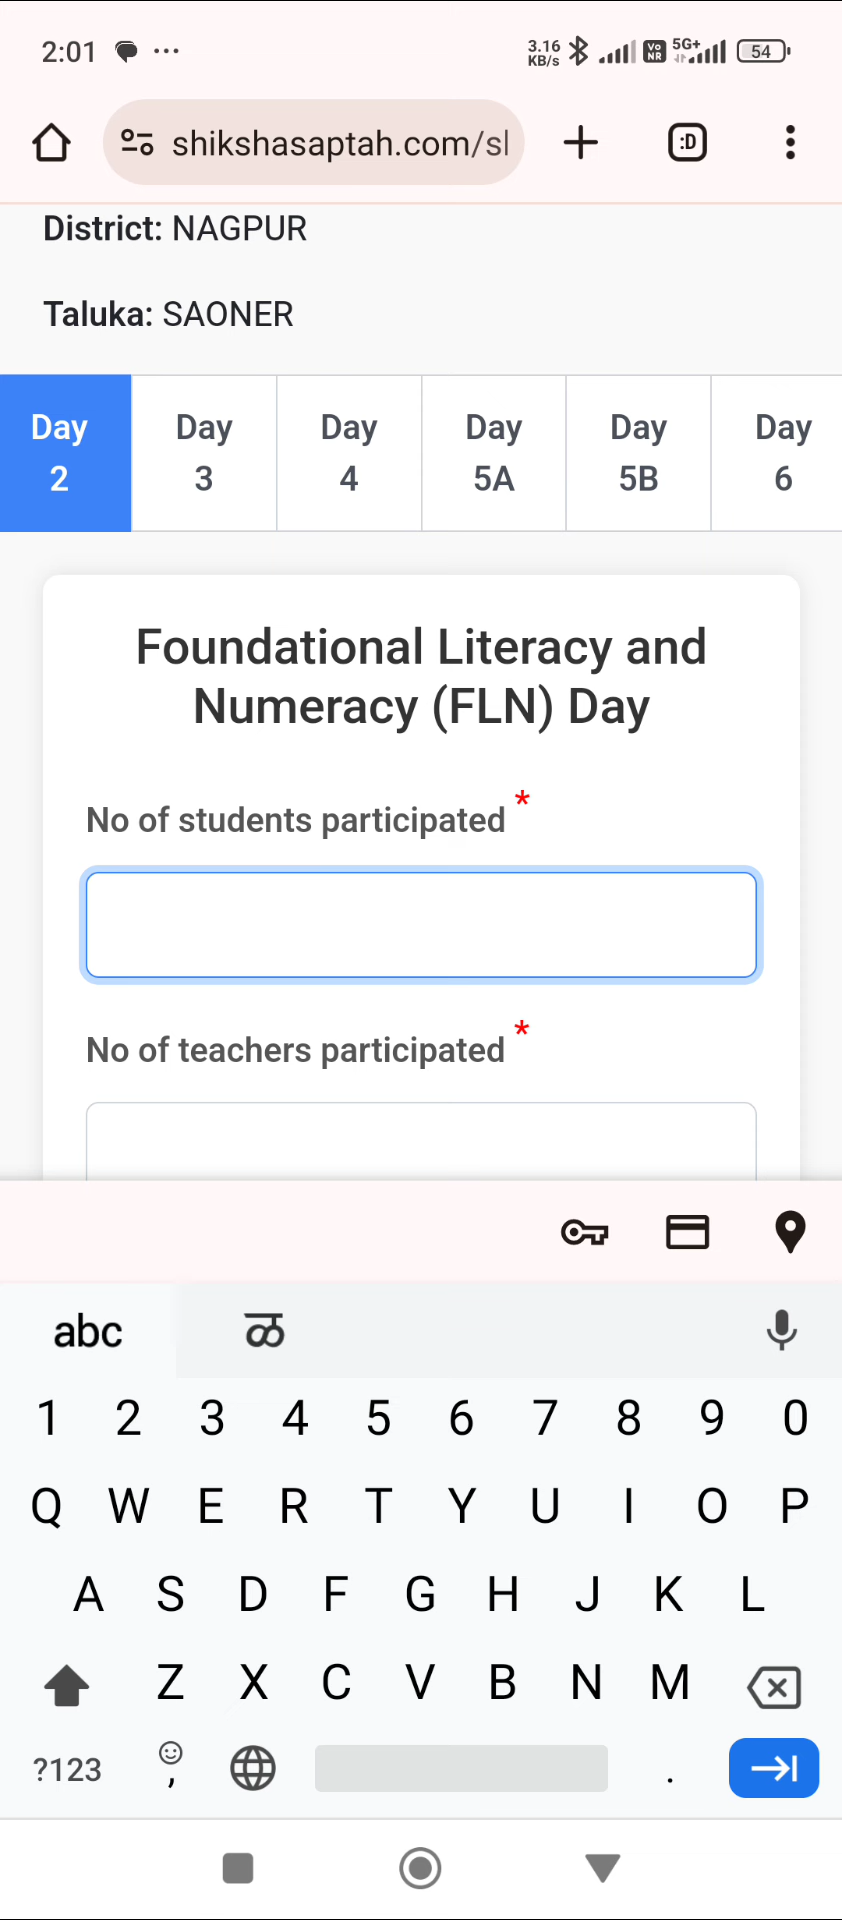 2:01 ... 3.16 KB/s Vo NR 5G+ 54
shikshasaptah.com/sl :D
District: NAGPUR
Taluka: SAONER
Day 2 Day 3 Day 4 Day 5A Day 5B Day 6
Foundational Literacy and
Numeracy (FLN) Day
No of students participated *
No of teachers participated *
abc ळ
1 2 3 4 5 6 7 8 9 0
Q W E R T Y U I O P
A S D F G H J K L
Z X C V B N M
?123 , .